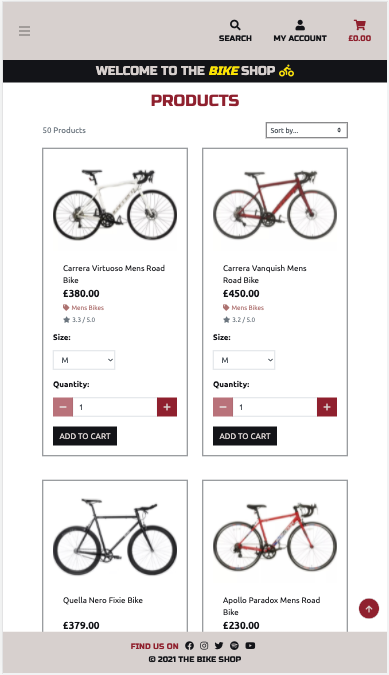 SEARCH
MY ACCOUNT
£0.00
WELCOME TO THE BIKE SHOP
PRODUCTS
50 Products
Sort by...
Carrera Virtuoso Mens Road
Bike
£380.00
Mens Bikes
3.3 / 5.0
Size:
M
Quantity:
1
ADD TO CART
Carrera Vanquish Mens
Road Bike
£450.00
Mens Bikes
3.2 / 5.0
Size:
M
Quantity:
1
ADD TO CART
Quella Nero Fixie Bike
£379.00
Apollo Paradox Mens Road
Bike
£230.00
FIND US ON
© 2021 THE BIKE SHOP